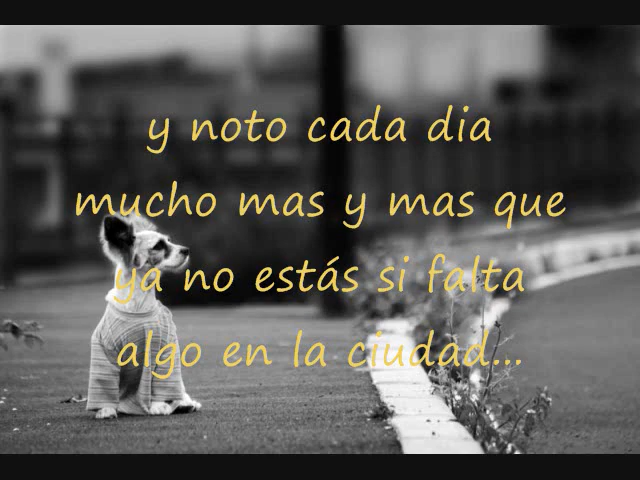 y noto cada dia
mucho mas y mas que
ya no estás si falta
algo en la ciudad...